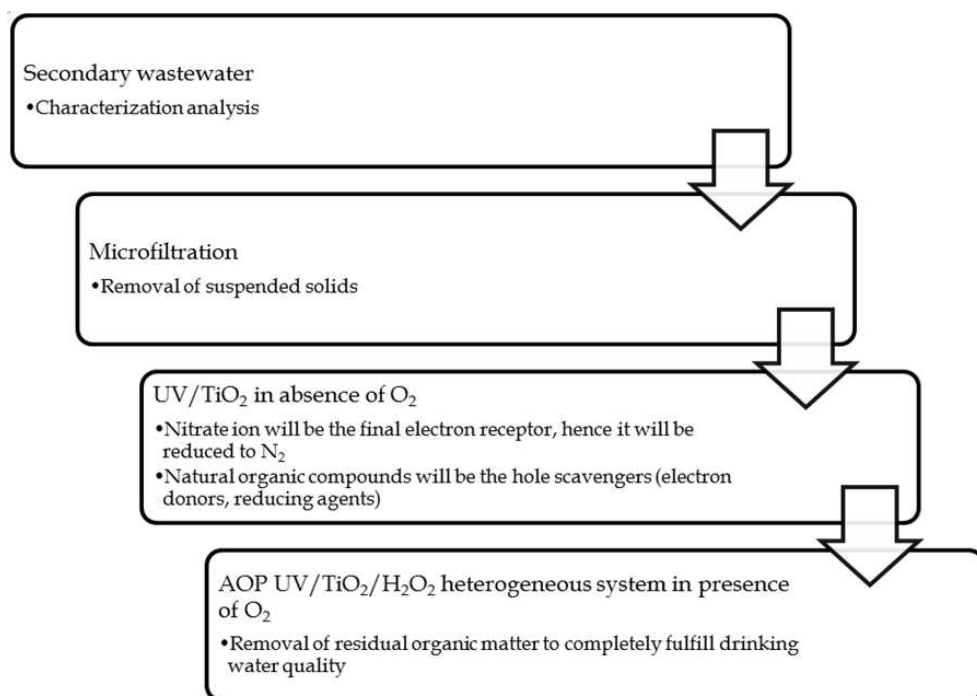 Secondary wastewater
•Characterization analysis
Microfiltration
•Removal of suspended solids
UV/TiO₂ in absence of O₂
•Nitrate ion will be the final electron receptor, hence it will be
reduced to N₂
•Natural organic compounds will be the hole scavengers (electron
donors, reducing agents)
AOP UV/TiO₂/H₂O₂ heterogeneous system in presence
of O₂
•Removal of residual organic matter to completely fulfill drinking
water quality